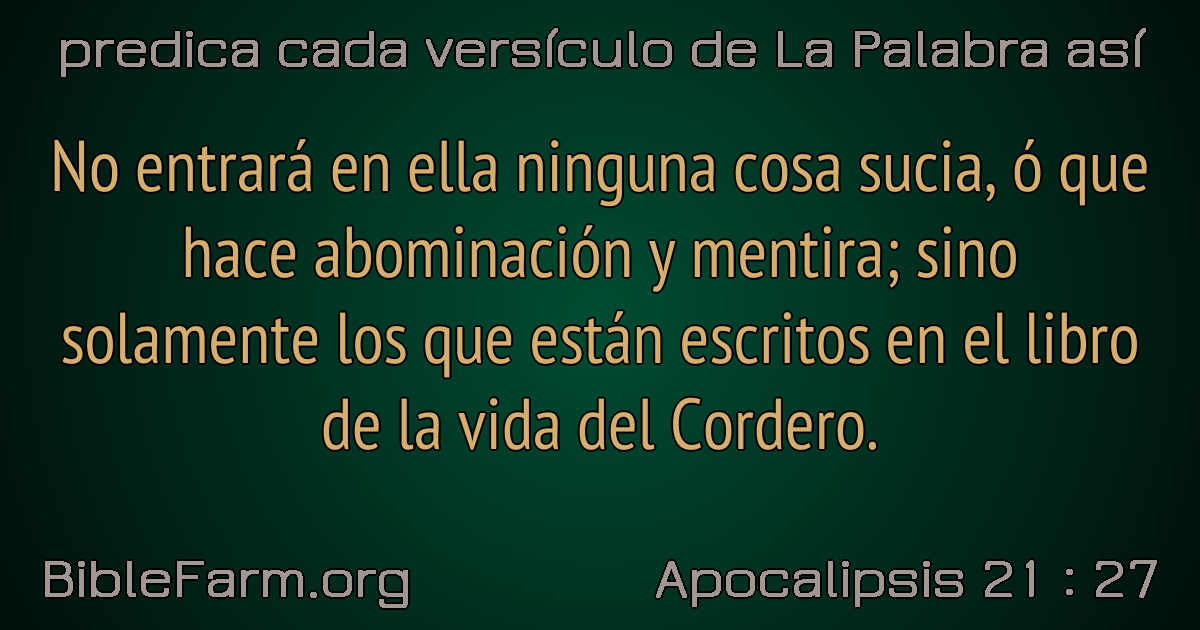 predica cada versículo de La Palabra así
No entrará en ella ninguna cosa sucia, ó que
hace abominación y mentira; sino
solamente los que están escritos en el libro
de la vida del Cordero.
BibleFarm.org
Apocalipsis 21 : 27